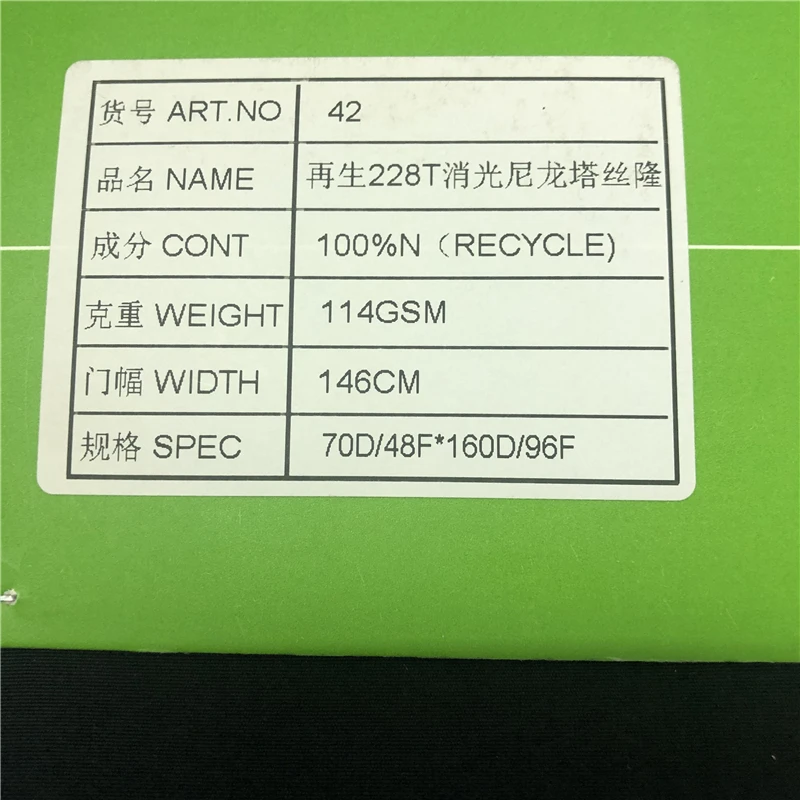 货号 ART.NO 42
品名 NAME 再生228T消光尼龙塔丝隆
成分 CONT 100%N（RECYCLE)
克重 WEIGHT 114GSM
门幅 WIDTH 146CM
规格 SPEC 70D/48F*160D/96F